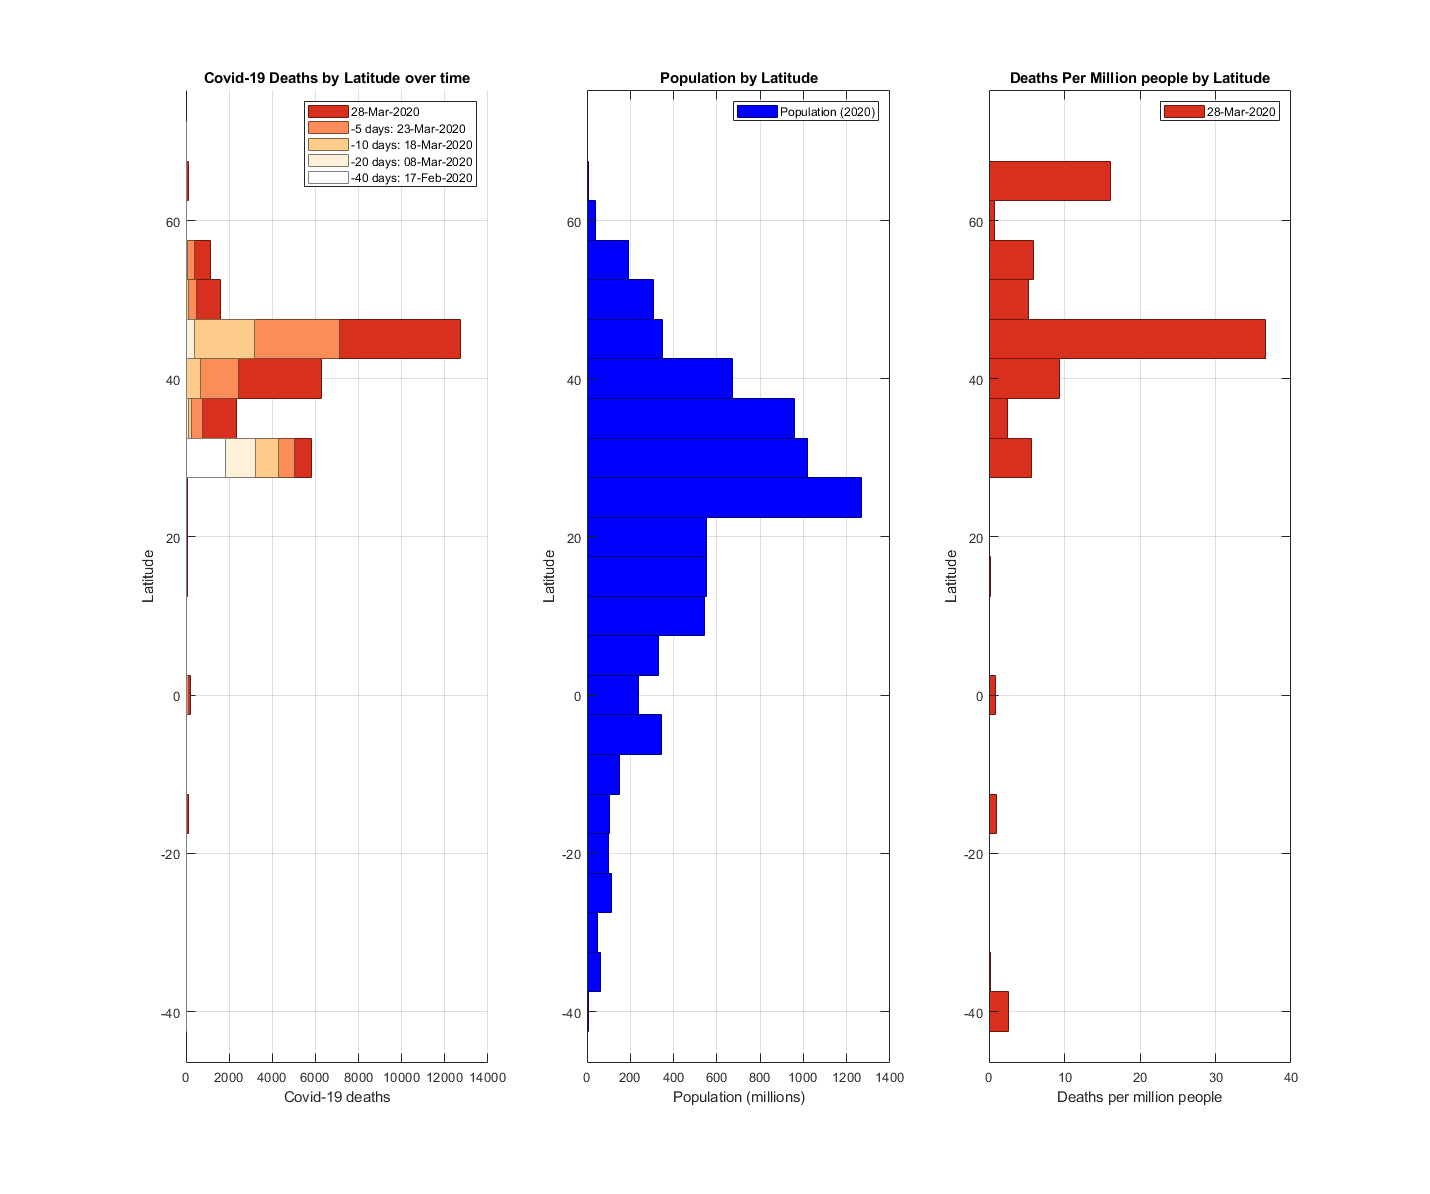 Covid-19 Deaths by Latitude over time
28-Mar-2020
-5 days: 23-Mar-2020
-10 days: 18-Mar-2020
-20 days: 08-Mar-2020
-40 days: 17-Feb-2020
60
40
20
0
-20
-40
Latitude
0 2000 4000 6000 8000 10000 12000 14000
Covid-19 deaths
Population by Latitude
Population (2020)
60
40
20
0
-20
-40
Latitude
0 200 400 600 800 1000 1200 1400
Population (millions)
Deaths Per Million people by Latitude
28-Mar-2020
60
40
20
0
-20
-40
Latitude
0 10 20 30 40
Deaths per million people